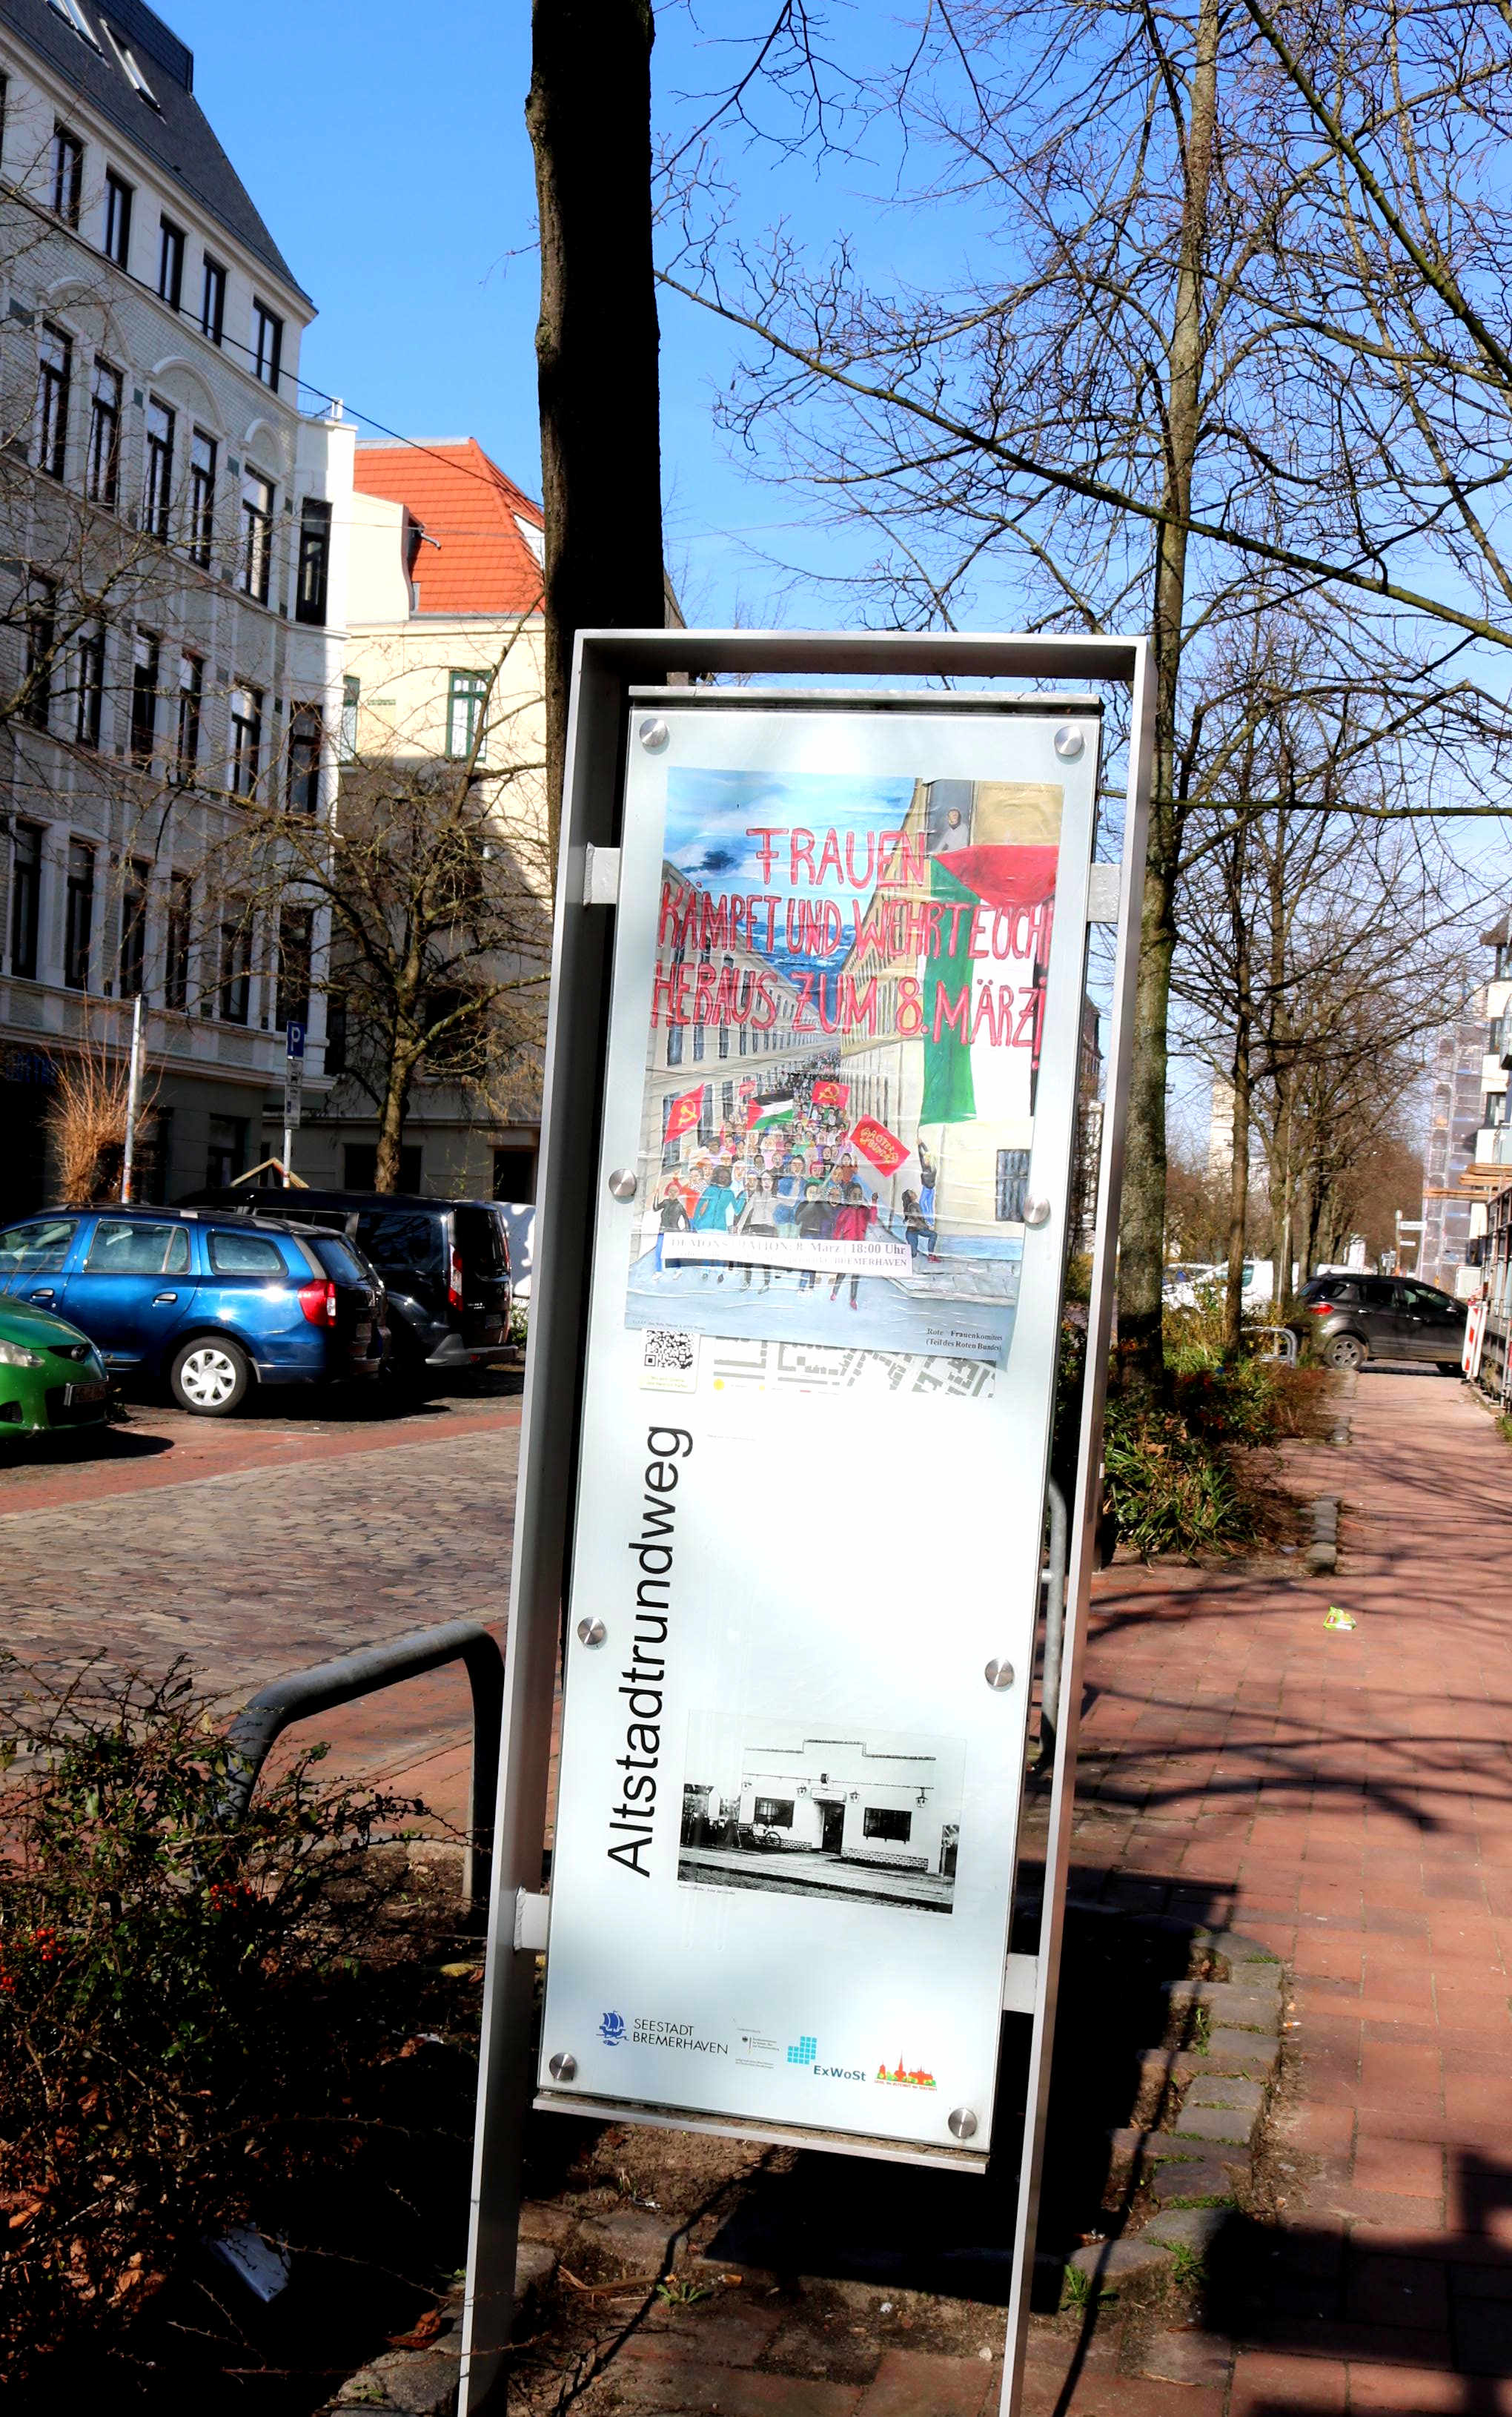 FRAUEN
KÄMPFT UND WEHRT EUCH
HERAUS ZUM 8. MÄRZ!
DEMONSTRATION, 8. März | 18:00 Uhr
BREMERHAVEN
Rote Frauenkomitee
(Teil des Roten Bundes)
Altstadtrundweg
SEESTADT
BREMERHAVEN
ExWoSt
P